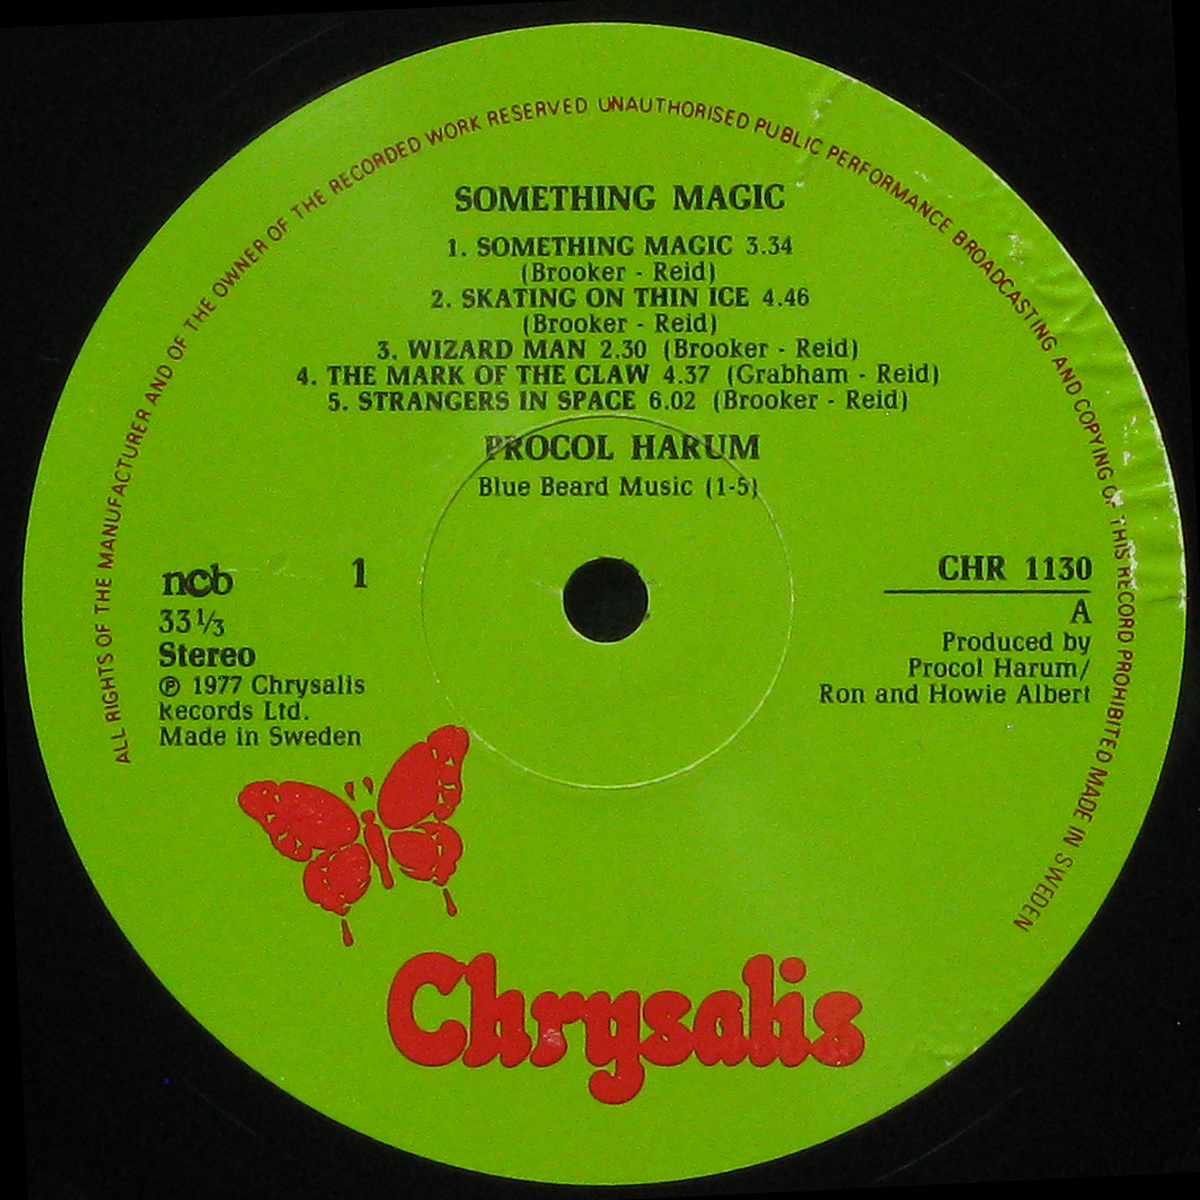 ALL RIGHTS OF THE MANUFACTURER AND OF THE OWNER OF THE RECORDED WORK RESERVED UNAUTHORISED PUBLIC PERFORMANCE BROADCASTING AND COPYING OF THIS RECORD PROHIBITED MADE IN SWEDEN
SOMETHING MAGIC
1. SOMETHING MAGIC 3.34
(Brooker - Reid)
2. SKATING ON THIN ICE 4.46
(Brooker - Reid)
3. WIZARD MAN 2.30 (Brooker - Reid)
4. THE MARK OF THE CLAW 4.37 (Grabham - Reid)
5. STRANGERS IN SPACE 6.02 (Brooker - Reid)
PROCOL HARUM
Blue Beard Music (1-5)
ncb 1
33⅓
Stereo
℗ 1977 Chrysalis
Records Ltd.
Made in Sweden
CHR 1130
A
Produced by
Procol Harum/
Ron and Howie Albert
Chrysalis